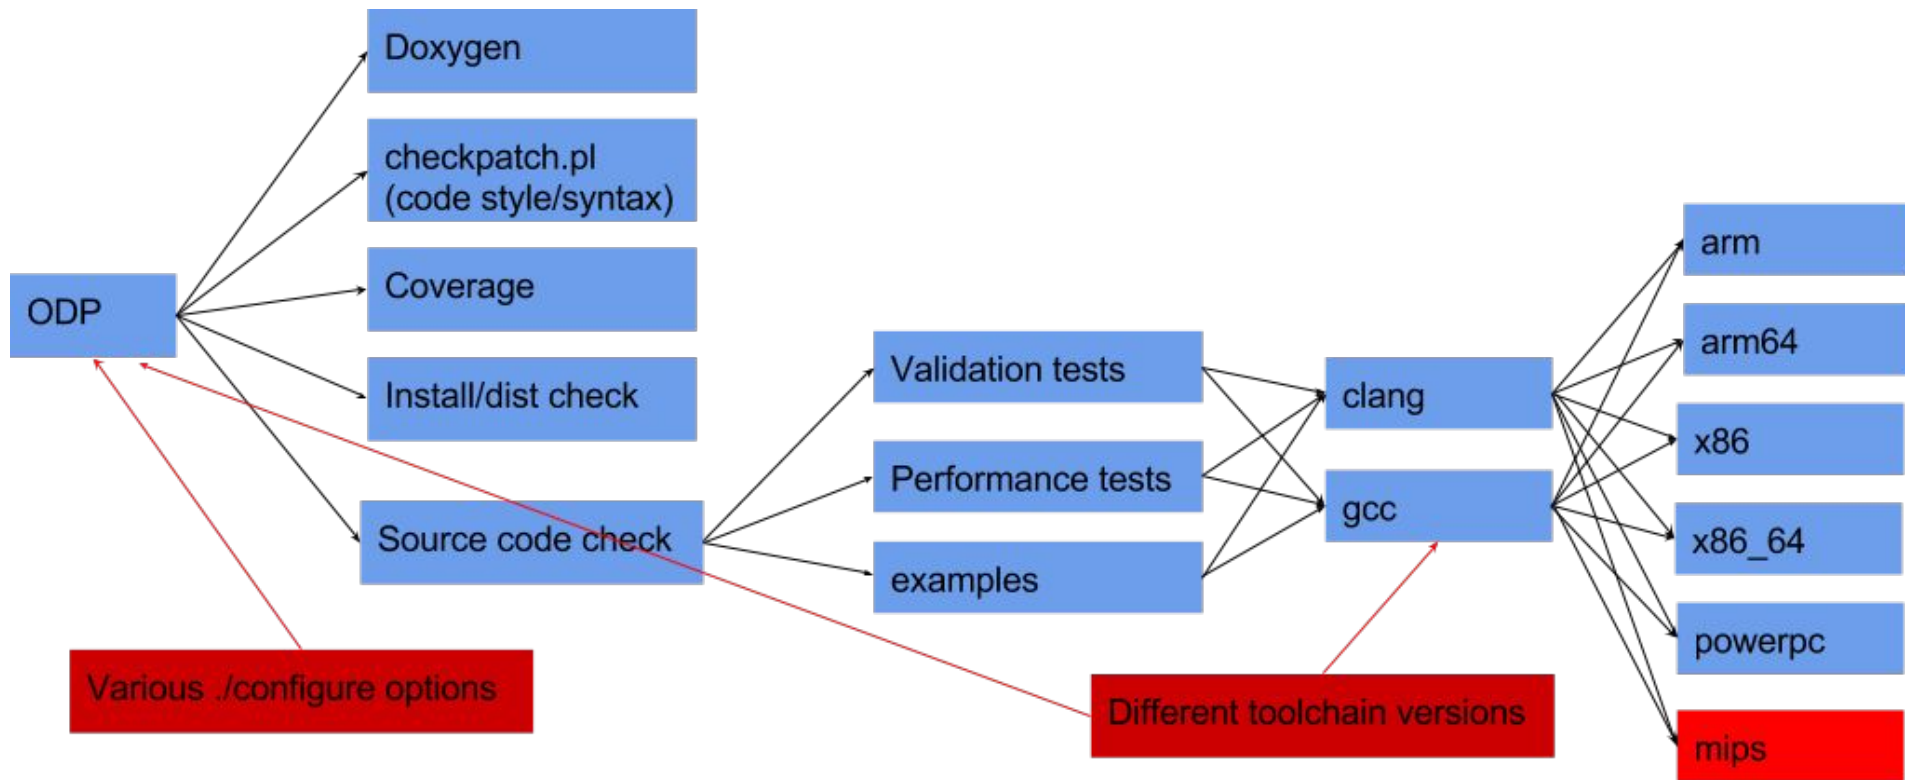 Doxygen
checkpatch.pl
(code style/syntax)
Coverage
Install/dist check
ODP
Source code check
Validation tests
Performance tests
examples
clang
gcc
arm
arm64
x86
x86_64
powerpc
mips
Various ./configure options
Different toolchain versions